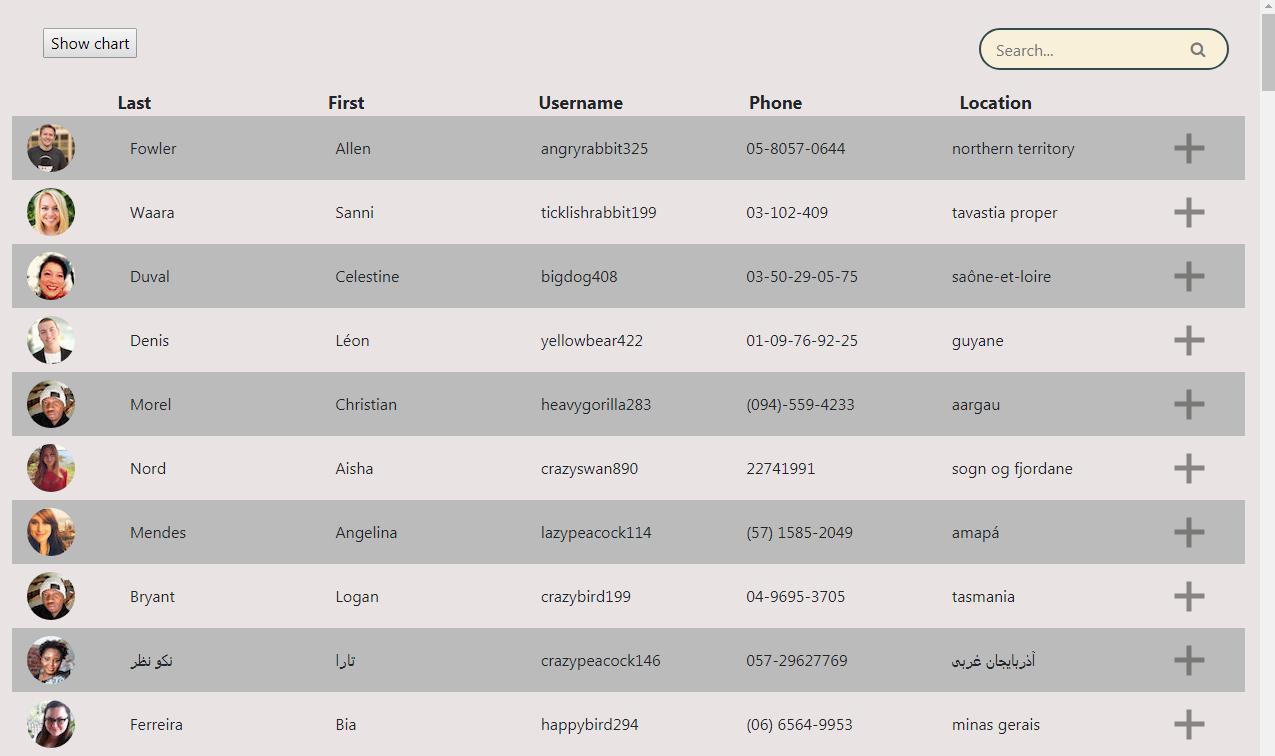 Show chart
Search...
Last First Username Phone Location
Fowler Allen angryrabbit325 05-8057-0644 northern territory
Waara Sanni ticklishrabbit199 03-102-409 tavastia proper
Duval Celestine bigdog408 03-50-29-05-75 saône-et-loire
Denis Léon yellowbear422 01-09-76-92-25 guyane
Morel Christian heavygorilla283 (094)-559-4233 aargau
Nord Aisha crazyswan890 22741991 sogn og fjordane
Mendes Angelina lazypeacock114 (57) 1585-2049 amapá
Bryant Logan crazybird199 04-9695-3705 tasmania
نکو نظر تارا crazypeacock146 057-29627769 آذربایجان غربی
Ferreira Bia happybird294 (06) 6564-9953 minas gerais